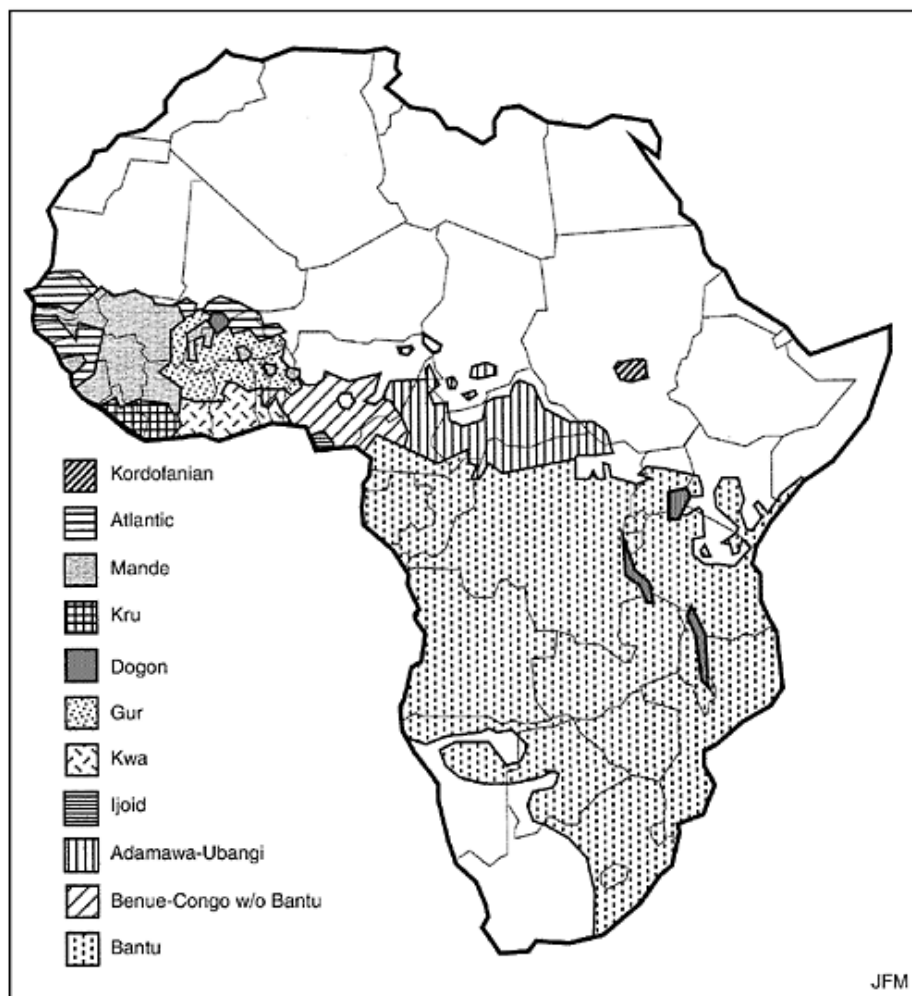 Kordofanian
Atlantic
Mande
Kru
Dogon
Gur
Kwa
Ijoid
Adamawa-Ubangi
Benue-Congo w/o Bantu
Bantu
JFM